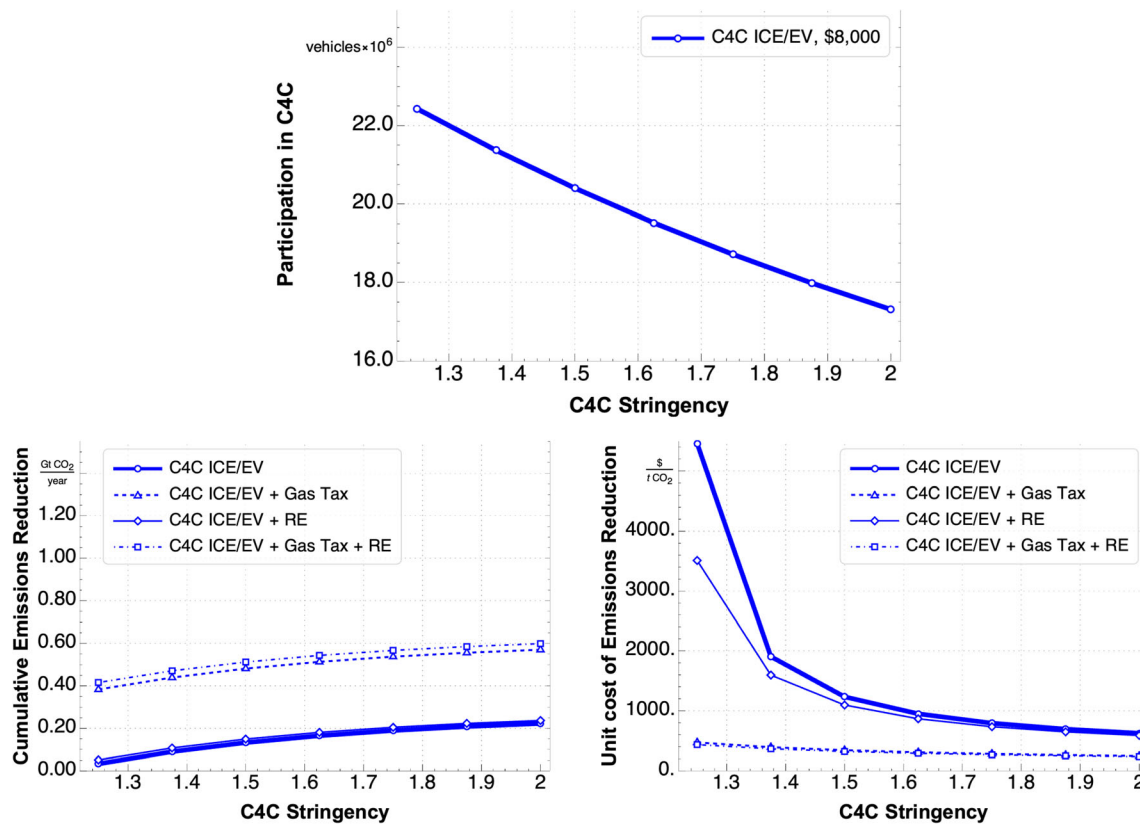 vehicles×10⁶
C4C ICE/EV, $8,000
Participation in C4C
22.0
20.0
18.0
16.0
1.3 1.4 1.5 1.6 1.7 1.8 1.9 2
C4C Stringency
Cumulative Emissions Reduction
Gt CO₂
year
C4C ICE/EV
C4C ICE/EV + Gas Tax
C4C ICE/EV + RE
C4C ICE/EV + Gas Tax + RE
1.20
1.00
0.80
0.60
0.40
0.20
0.00
1.3 1.4 1.5 1.6 1.7 1.8 1.9 2
C4C Stringency
Unit cost of Emissions Reduction
$
t CO₂
C4C ICE/EV
C4C ICE/EV + Gas Tax
C4C ICE/EV + RE
C4C ICE/EV + Gas Tax + RE
4000.
3000.
2000.
1000.
0.
1.3 1.4 1.5 1.6 1.7 1.8 1.9 2
C4C Stringency